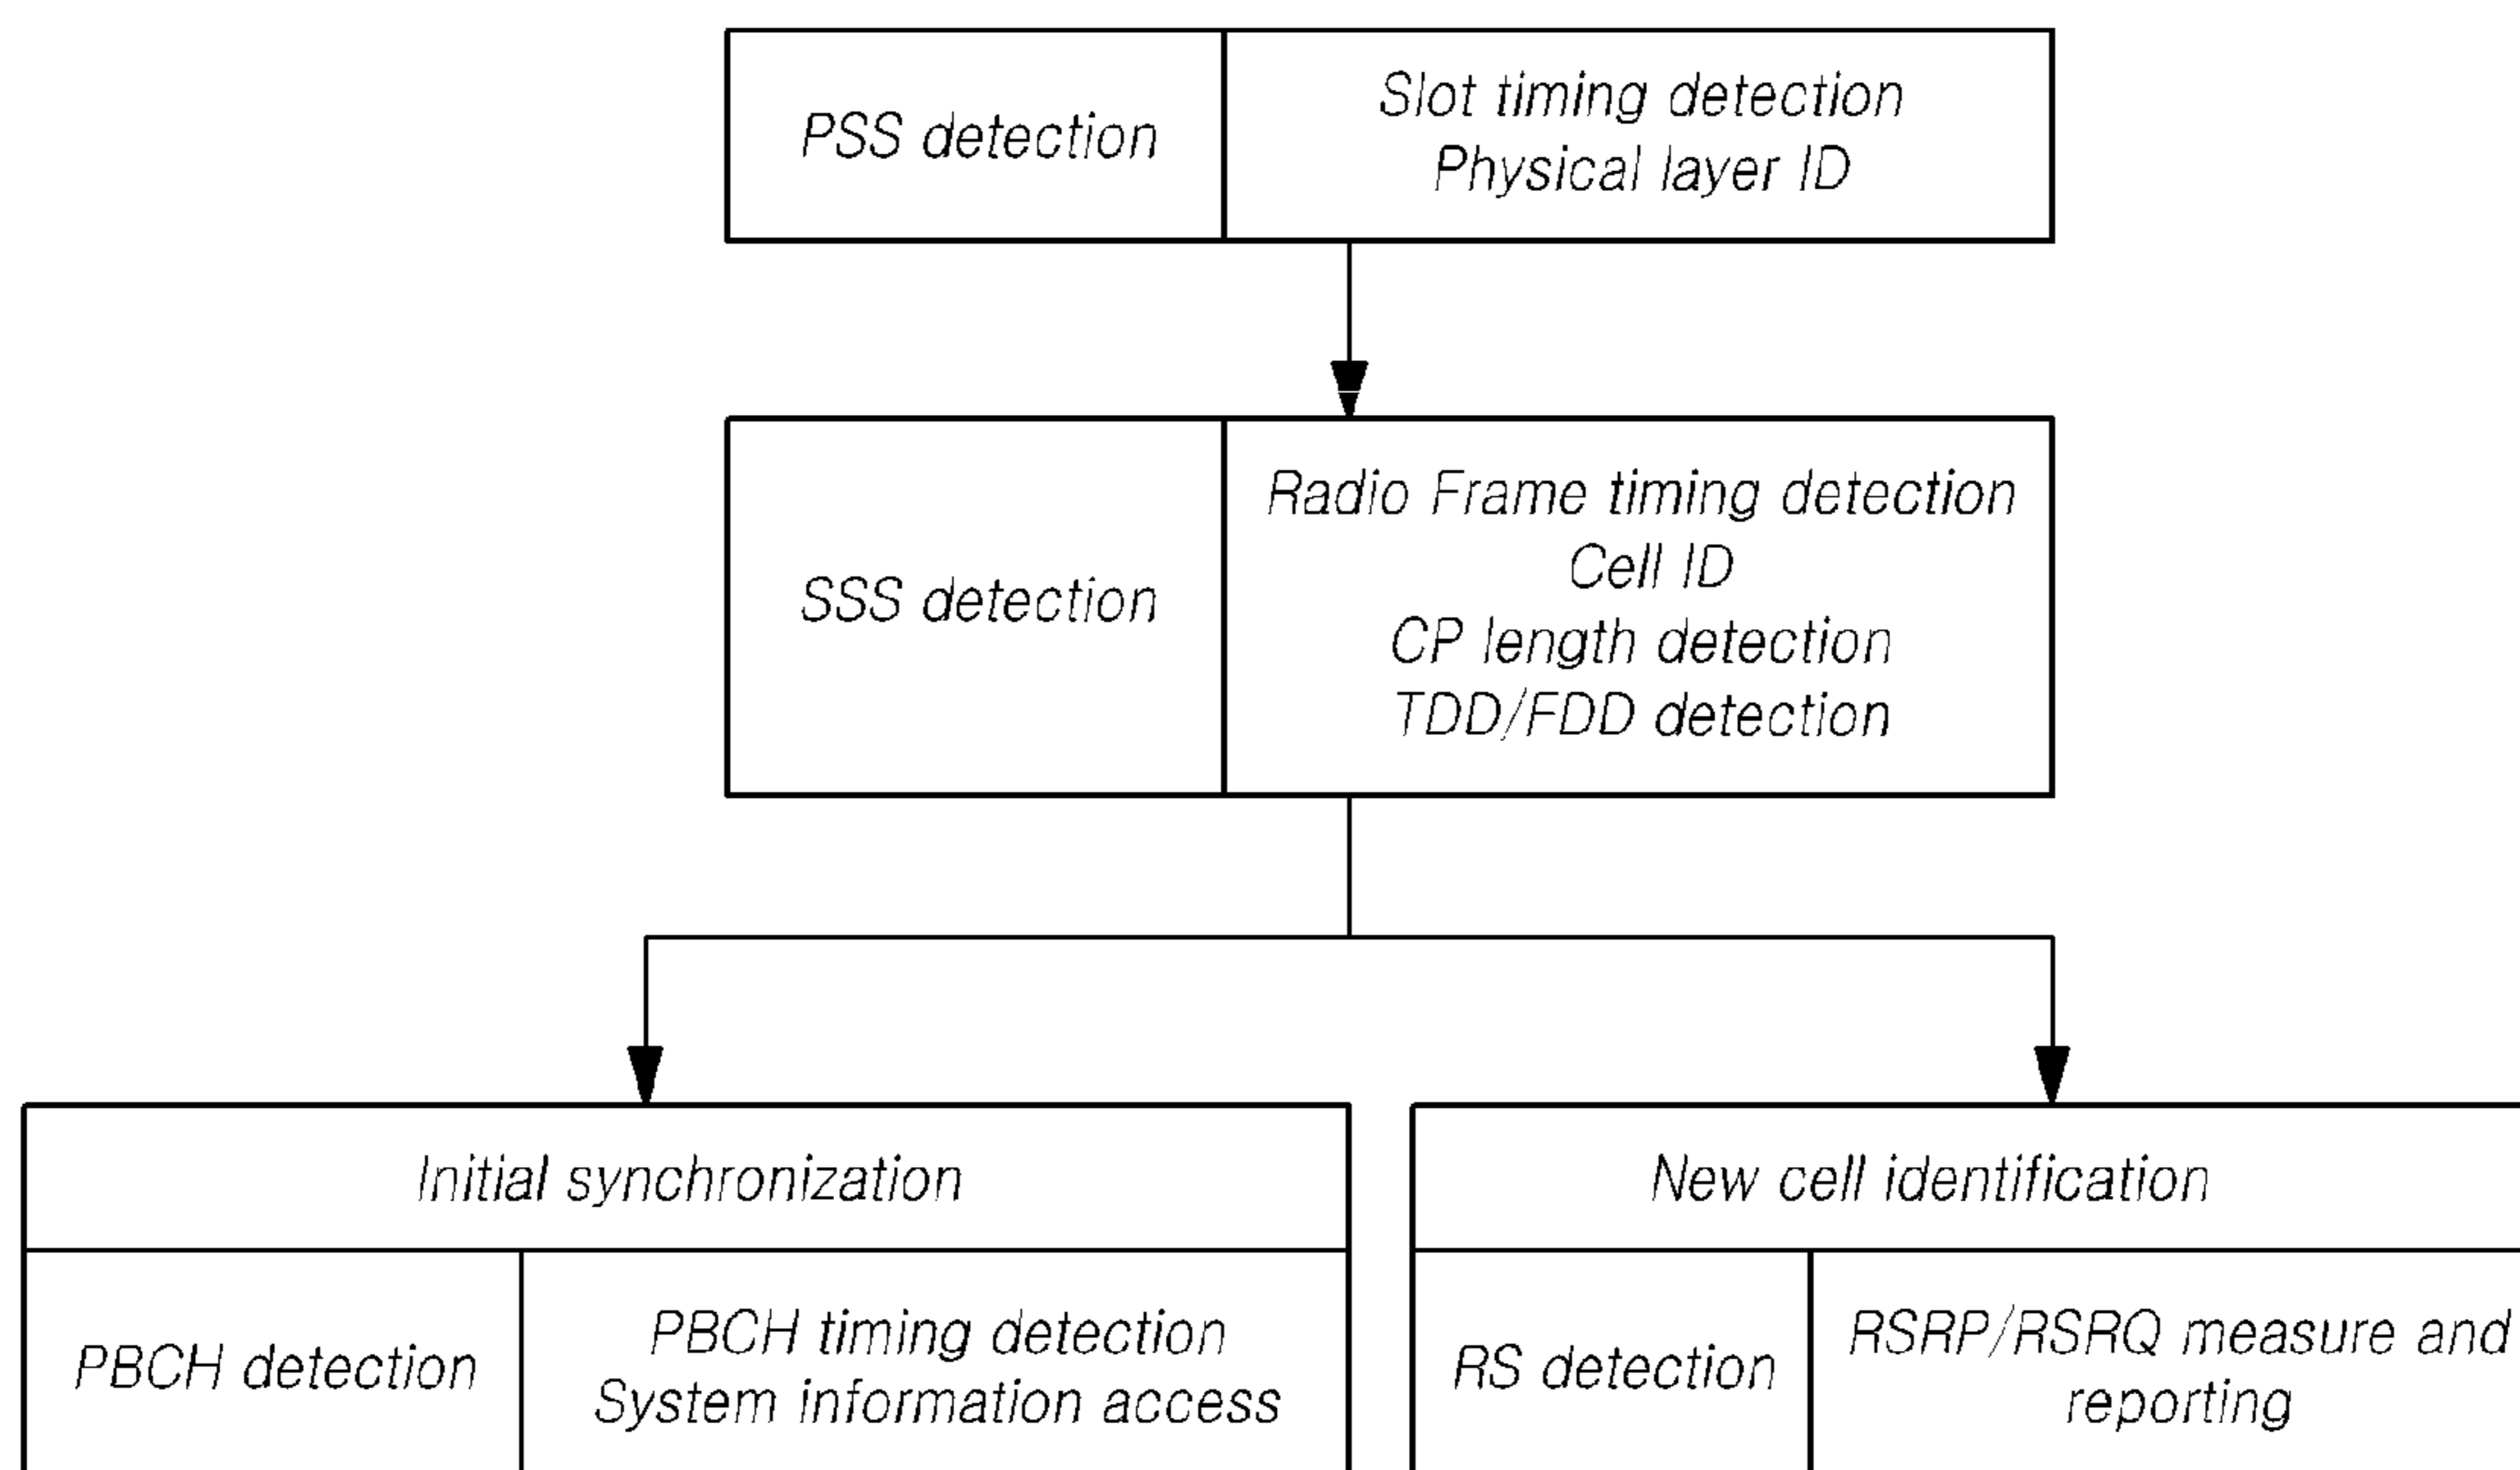 PSS detection
Slot timing detection
Physical layer ID
SSS detection
Radio Frame timing detection
Cell ID
CP length detection
TDD/FDD detection
Initial synchronization
PBCH detection
PBCH timing detection
System information access
New cell identification
RS detection
RSRP/RSRQ measure and
reporting